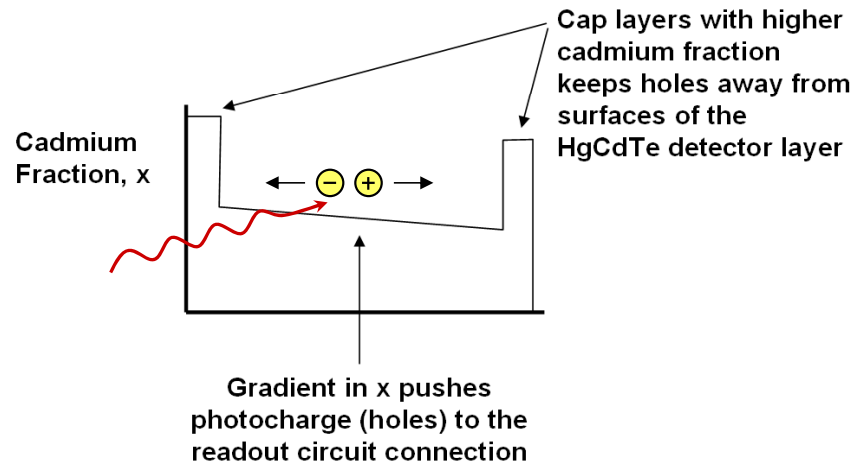 Cap layers with higher
cadmium fraction
keeps holes away from
surfaces of the
HgCdTe detector layer
Cadmium
Fraction, x
− +
Gradient in x pushes
photocharge (holes) to the
readout circuit connection